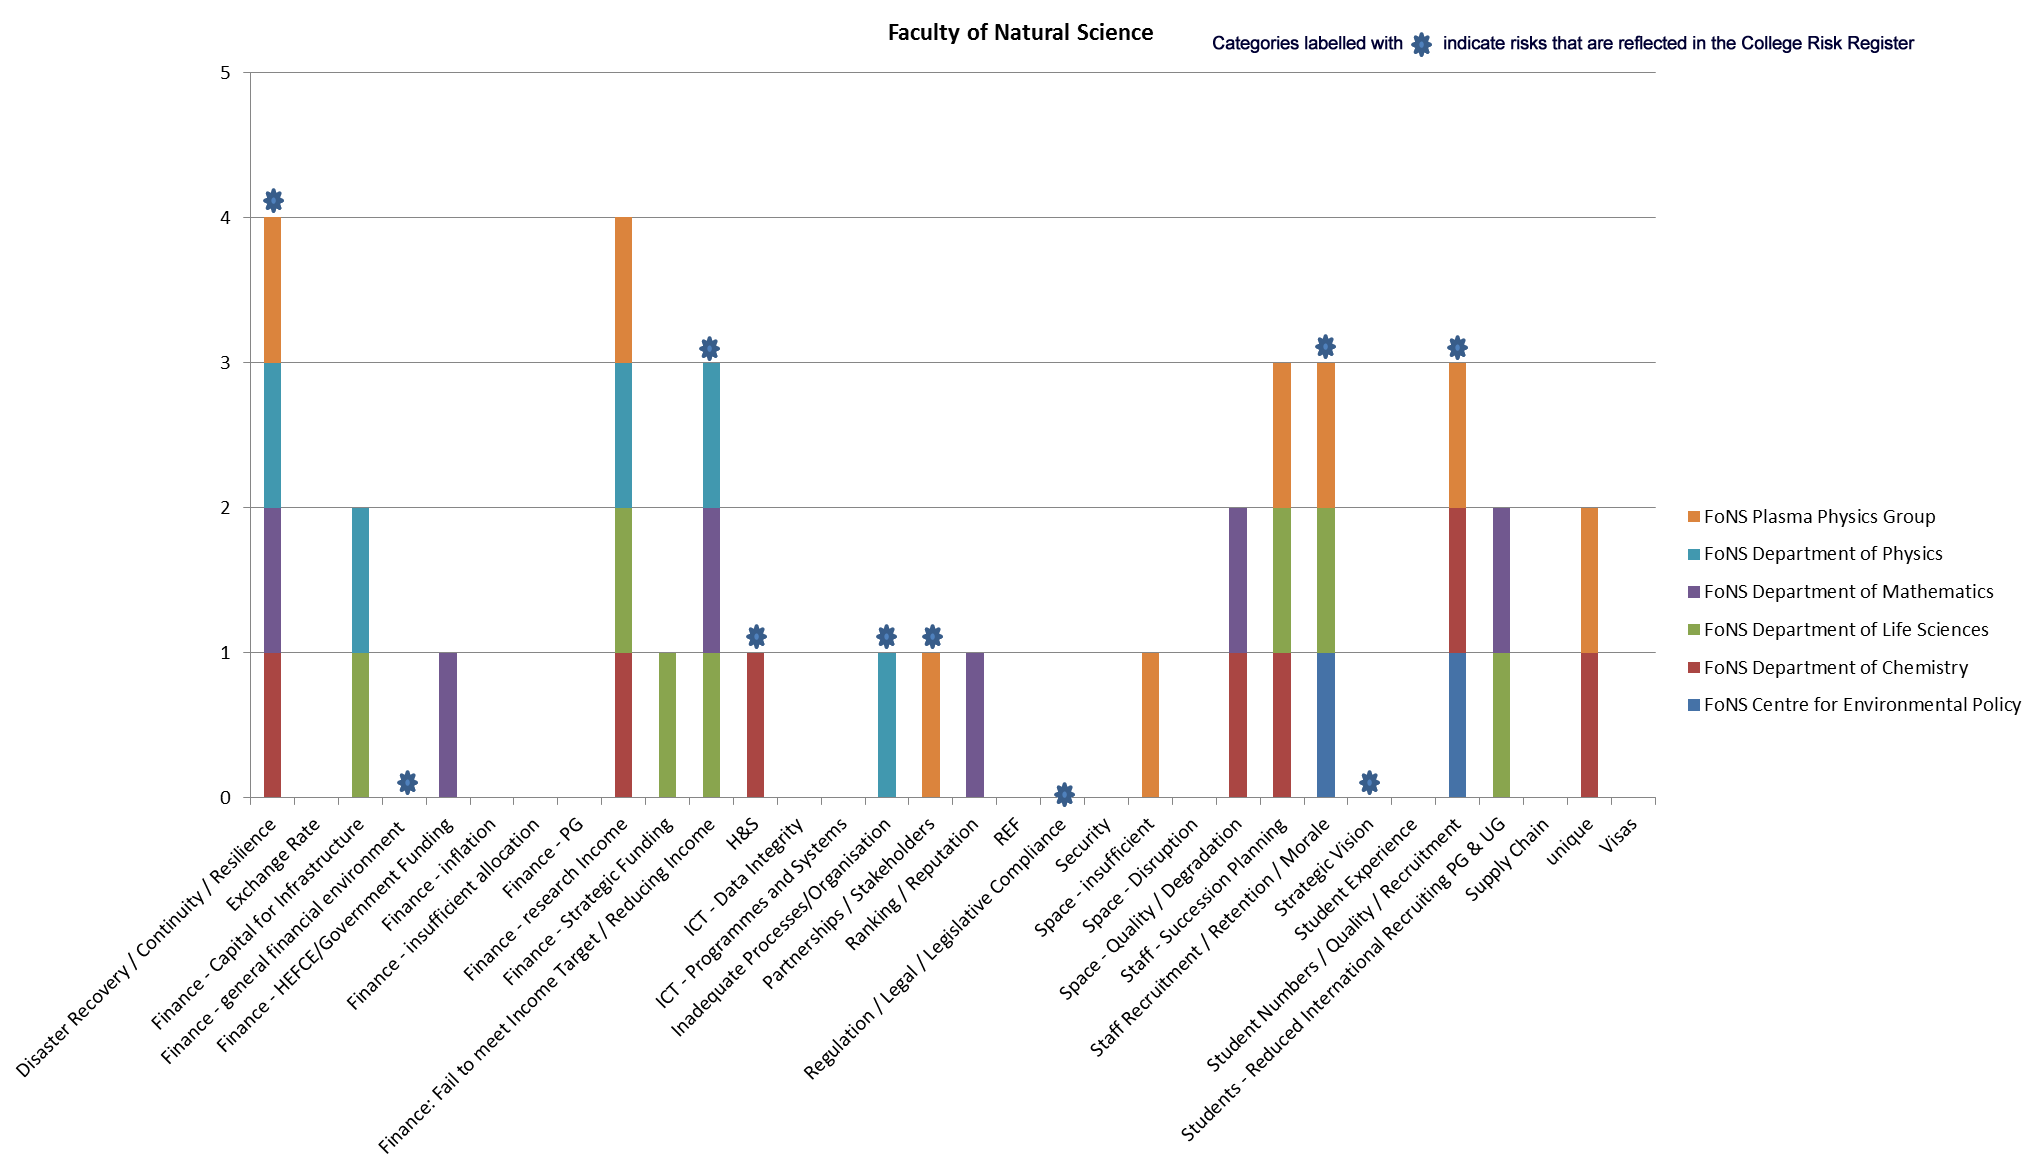 Faculty of Natural Science
Categories labelled with indicate risks that are reflected in the College Risk Register
5
4
3
2
1
0
FoNS Plasma Physics Group
FoNS Department of Physics
FoNS Department of Mathematics
FoNS Department of Life Sciences
FoNS Department of Chemistry
FoNS Centre for Environmental Policy
Disaster Recovery / Continuity / Resilience
Exchange Rate
Finance - Capital for Infrastructure
Finance - general financial environment
Finance - HEFCE/Government Funding
Finance - inflation
Finance - insufficient allocation
Finance - PG
Finance - research Income
Finance - Strategic Funding
Finance: Fail to meet Income Target / Reducing Income
H&S
ICT - Data Integrity
ICT - Programmes and Systems
Inadequate Processes/Organisation
Partnerships / Stakeholders
Ranking / Reputation
REF
Regulation / Legal / Legislative Compliance
Security
Space - insufficient
Space - Disruption
Space - Quality / Degradation
Staff - Succession Planning
Staff Recruitment / Retention / Morale
Strategic Vision
Student Experience
Student Numbers / Quality / Recruitment
Students - Reduced International Recruiting PG & UG
Supply Chain
unique
Visas